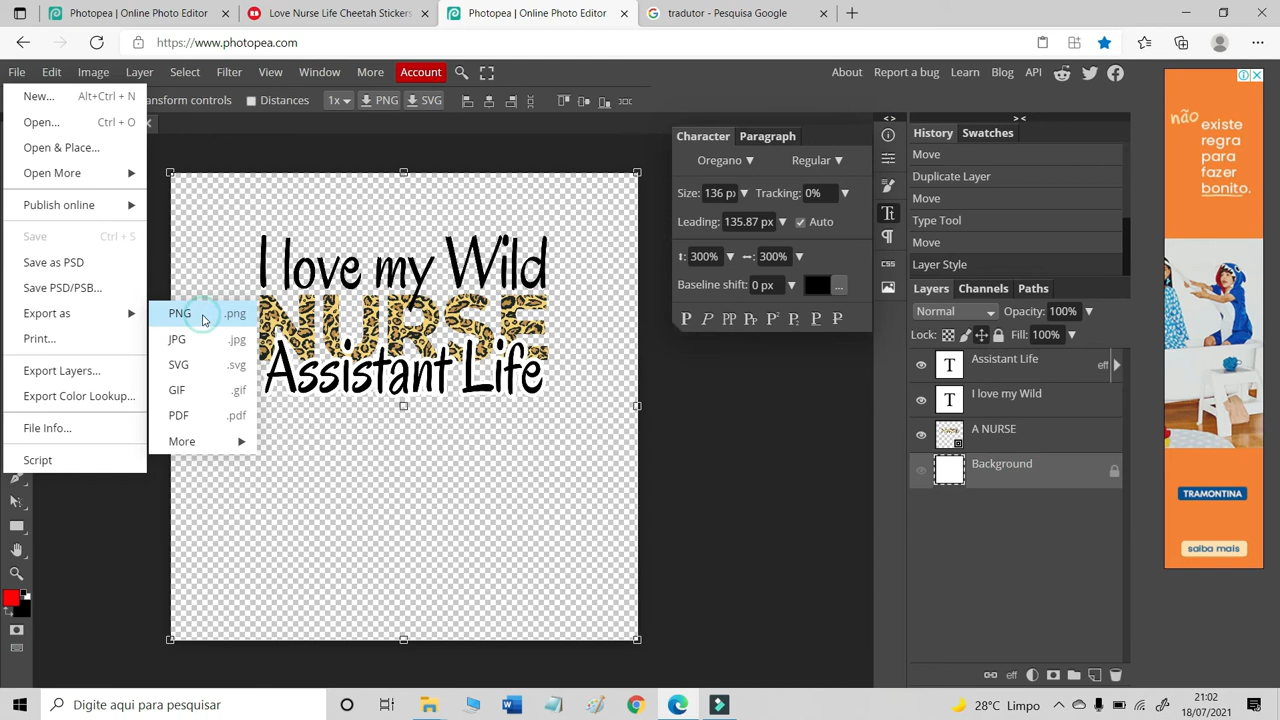 Photopea | Online Photo Editor
I Love Nurse Life Cheetah Stickers
Photopea | Online Photo Editor
tradutor - Pesquisa Google
https://www.photopea.com
File Edit Image Layer Select Filter View Window More Account
About Report a bug Learn Blog API
ransform controls Distances 1x PNG SVG
New... Alt+Ctrl + N
Open... Ctrl + O
Open & Place...
Open More
Publish online
Save Ctrl + S
Save as PSD
Save PSD/PSB...
Export as
Print...
Export Layers...
Export Color Lookup...
File Info...
Script
PNG .png
JPG .jpg
SVG .svg
GIF .gif
PDF .pdf
More
I love my Wild
NURSE
Assistant Life
Character Paragraph
Oregano Regular
Size: 136 px Tracking: 0%
Leading: 135.87 px Auto
300% 300%
Baseline shift: 0 px ...
History Swatches
Move
Duplicate Layer
Move
Type Tool
Move
Layer Style
Layers Channels Paths
Normal Opacity: 100%
Lock: Fill: 100%
Assistant Life eff
I love my Wild
A NURSE
Background
eff
css
não
existe
regra
para
fazer
bonito.
TRAMONTINA
saiba mais
Digite aqui para pesquisar
28°C Limpo
21:02
18/07/2021